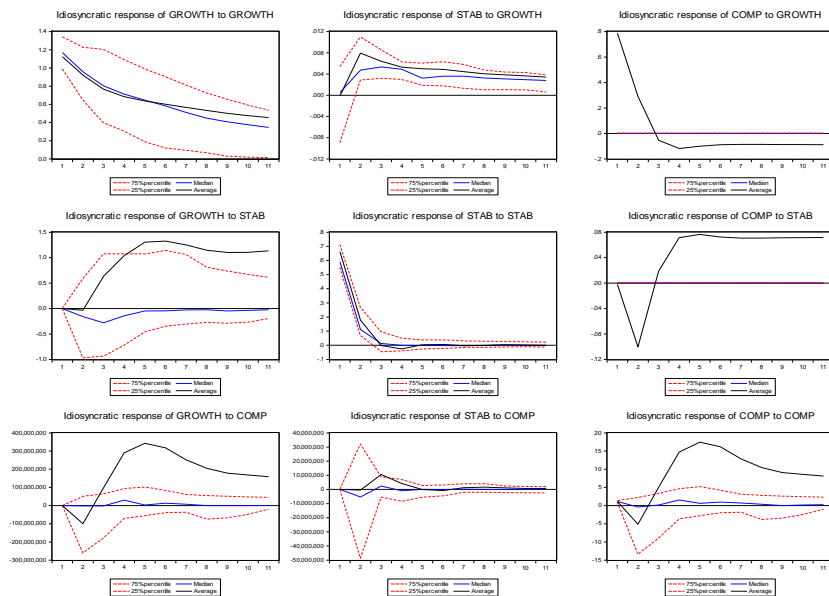 Idiosyncratic response of GROWTH to GROWTH
1.4
1.2
1.0
0.8
0.6
0.4
0.2
0.0
1 2 3 4 5 6 7 8 9 10 11
75%percentile Median
25%percentile Average
Idiosyncratic response of STAB to GROWTH
.012
.008
.004
.000
-.004
-.008
-.012
1 2 3 4 5 6 7 8 9 10 11
75%percentile Median
25%percentile Average
Idiosyncratic response of COMP to GROWTH
.8
.6
.4
.2
.0
-.2
1 2 3 4 5 6 7 8 9 10 11
75%percentile Median
25%percentile Average
Idiosyncratic response of GROWTH to STAB
1.5
1.0
0.5
0.0
-0.5
-1.0
1 2 3 4 5 6 7 8 9 10 11
75%percentile Median
25%percentile Average
Idiosyncratic response of STAB to STAB
.8
.7
.6
.5
.4
.3
.2
.1
.0
-.1
1 2 3 4 5 6 7 8 9 10 11
75%percentile Median
25%percentile Average
Idiosyncratic response of COMP to STAB
.08
.04
.00
-.04
-.08
-.12
1 2 3 4 5 6 7 8 9 10 11
75%percentile Median
25%percentile Average
Idiosyncratic response of GROWTH to COMP
400,000,000
300,000,000
200,000,000
100,000,000
0
-100,000,000
-200,000,000
-300,000,000
1 2 3 4 5 6 7 8 9 10 11
75%percentile Median
25%percentile Average
Idiosyncratic response of STAB to COMP
40,000,000
30,000,000
20,000,000
10,000,000
0
-10,000,000
-20,000,000
-30,000,000
-40,000,000
-50,000,000
1 2 3 4 5 6 7 8 9 10 11
75%percentile Median
25%percentile Average
Idiosyncratic response of COMP to COMP
20
15
10
5
0
-5
-10
-15
1 2 3 4 5 6 7 8 9 10 11
75%percentile Median
25%percentile Average